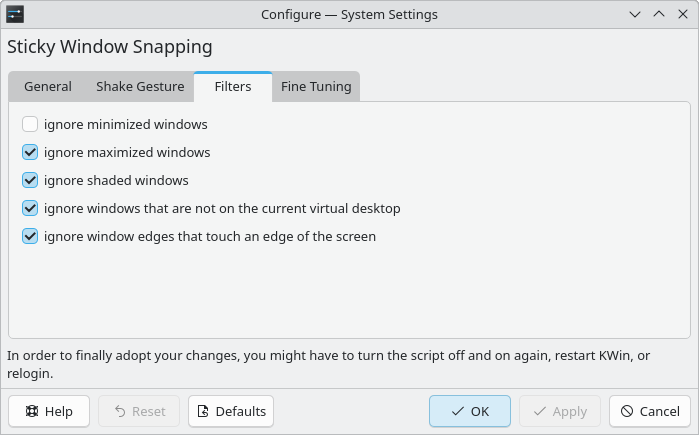 Configure — System Settings
Sticky Window Snapping
General
Shake Gesture
Filters
Fine Tuning
ignore minimized windows
ignore maximized windows
ignore shaded windows
ignore windows that are not on the current virtual desktop
ignore window edges that touch an edge of the screen
In order to finally adopt your changes, you might have to turn the script off and on again, restart KWin, or
relogin.
Help
Reset
Defaults
OK
Apply
Cancel